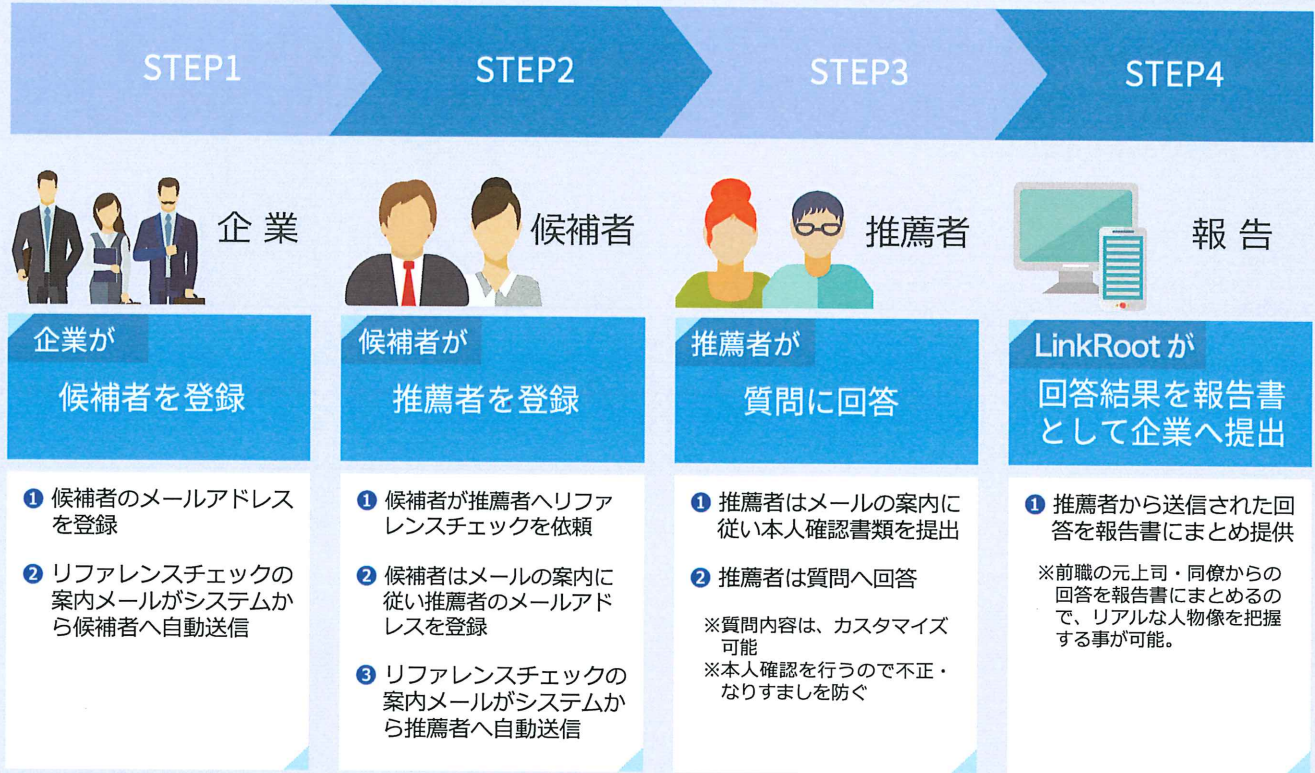 STEP1
STEP2
STEP3
STEP4
企業
候補者
推薦者
報告
企業が
候補者を登録
❶ 候補者のメールアドレス
を登録
❷ リファレンスチェックの
案内メールがシステムか
ら候補者へ自動送信
候補者が
推薦者を登録
❶ 候補者が推薦者へリファ
レンスチェックを依頼
❷ 候補者はメールの案内に
従い推薦者のメールアド
レスを登録
❸ リファレンスチェックの
案内メールがシステムか
ら推薦者へ自動送信
推薦者が
質問に回答
❶ 推薦者はメールの案内に
従い本人確認書類を提出
❷ 推薦者は質問へ回答
※質問内容は、カスタマイズ
可能
※本人確認を行うので不正・
なりすましを防ぐ
LinkRoot が
回答結果を報告書
として企業へ提出
❶ 推薦者から送信された回
答を報告書にまとめ提供
※前職の元上司・同僚からの
回答を報告書にまとめるの
で、リアルな人物像を把握
する事が可能。